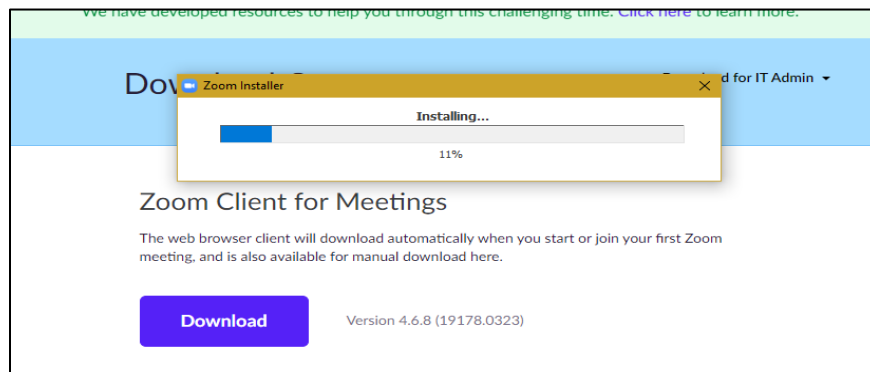 We have developed resources to help you through this challenging time. Click here to learn more.
Zoom Installer
d for IT Admin
Installing...
11%
Zoom Client for Meetings
The web browser client will download automatically when you start or join your first Zoom
meeting, and is also available for manual download here.
Download
Version 4.6.8 (19178.0323)